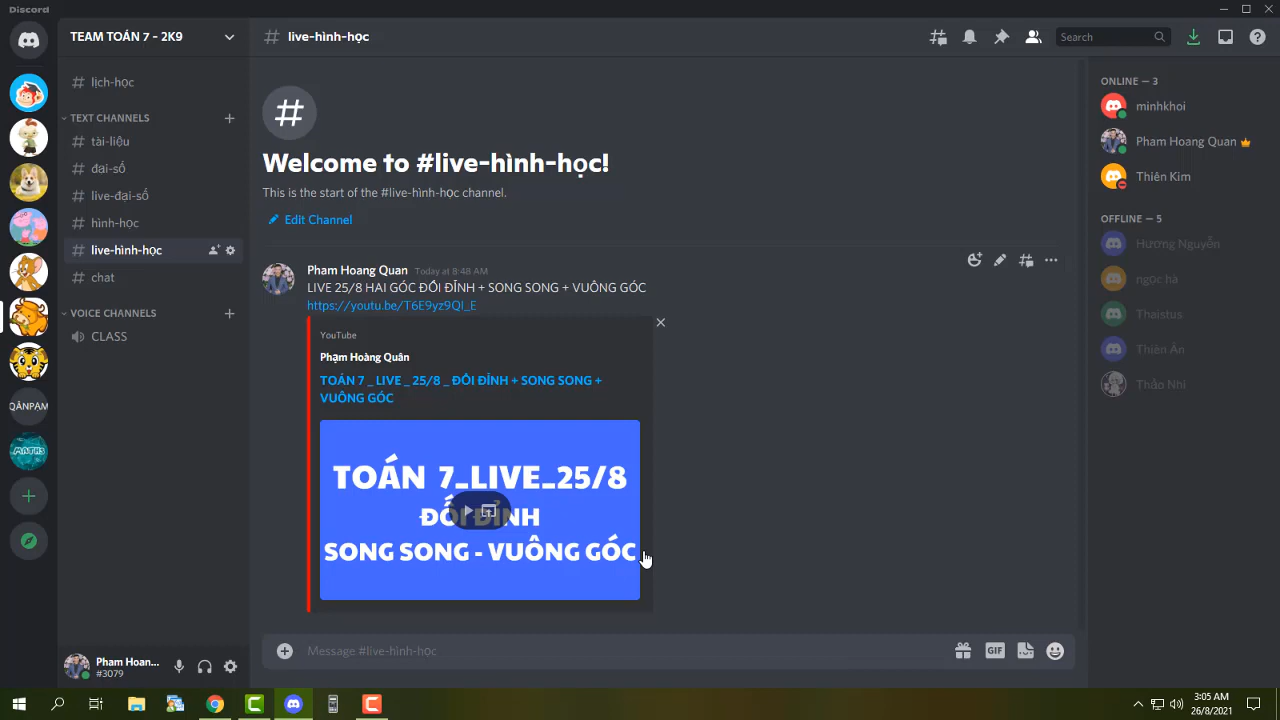 Discord
TEAM TOÁN 7 - 2K9
live-hình-học
Search
lịch-học
TEXT CHANNELS
tài-liệu
đại-số
live-đại-số
hình-học
live-hình-học
chat
VOICE CHANNELS
CLASS
QÂNPẠM
MATHS
Welcome to #live-hình-học!
This is the start of the #live-hình-học channel.
Edit Channel
Pham Hoang Quan Today at 8:48 AM
LIVE 25/8 HAI GÓC ĐỐI ĐỈNH + SONG SONG + VUÔNG GÓC
https://youtu.be/T6E9yz9QI_E
YouTube
Phạm Hoàng Quân
TOÁN 7 _ LIVE _ 25/8 _ ĐỐI ĐỈNH + SONG SONG +
VUÔNG GÓC
TOÁN 7_LIVE_25/8
ĐỐI ĐỈNH
SONG SONG - VUÔNG GÓC
Message #live-hình-học
GIF
ONLINE — 3
minhkhoi
Pham Hoang Quan
Thiên Kim
OFFLINE — 5
Hương Nguyễn
ngọc hà
Thaistus
Thiên Ân
Thảo Nhi
Pham Hoan...
#3079
3:05 AM
26/8/2021